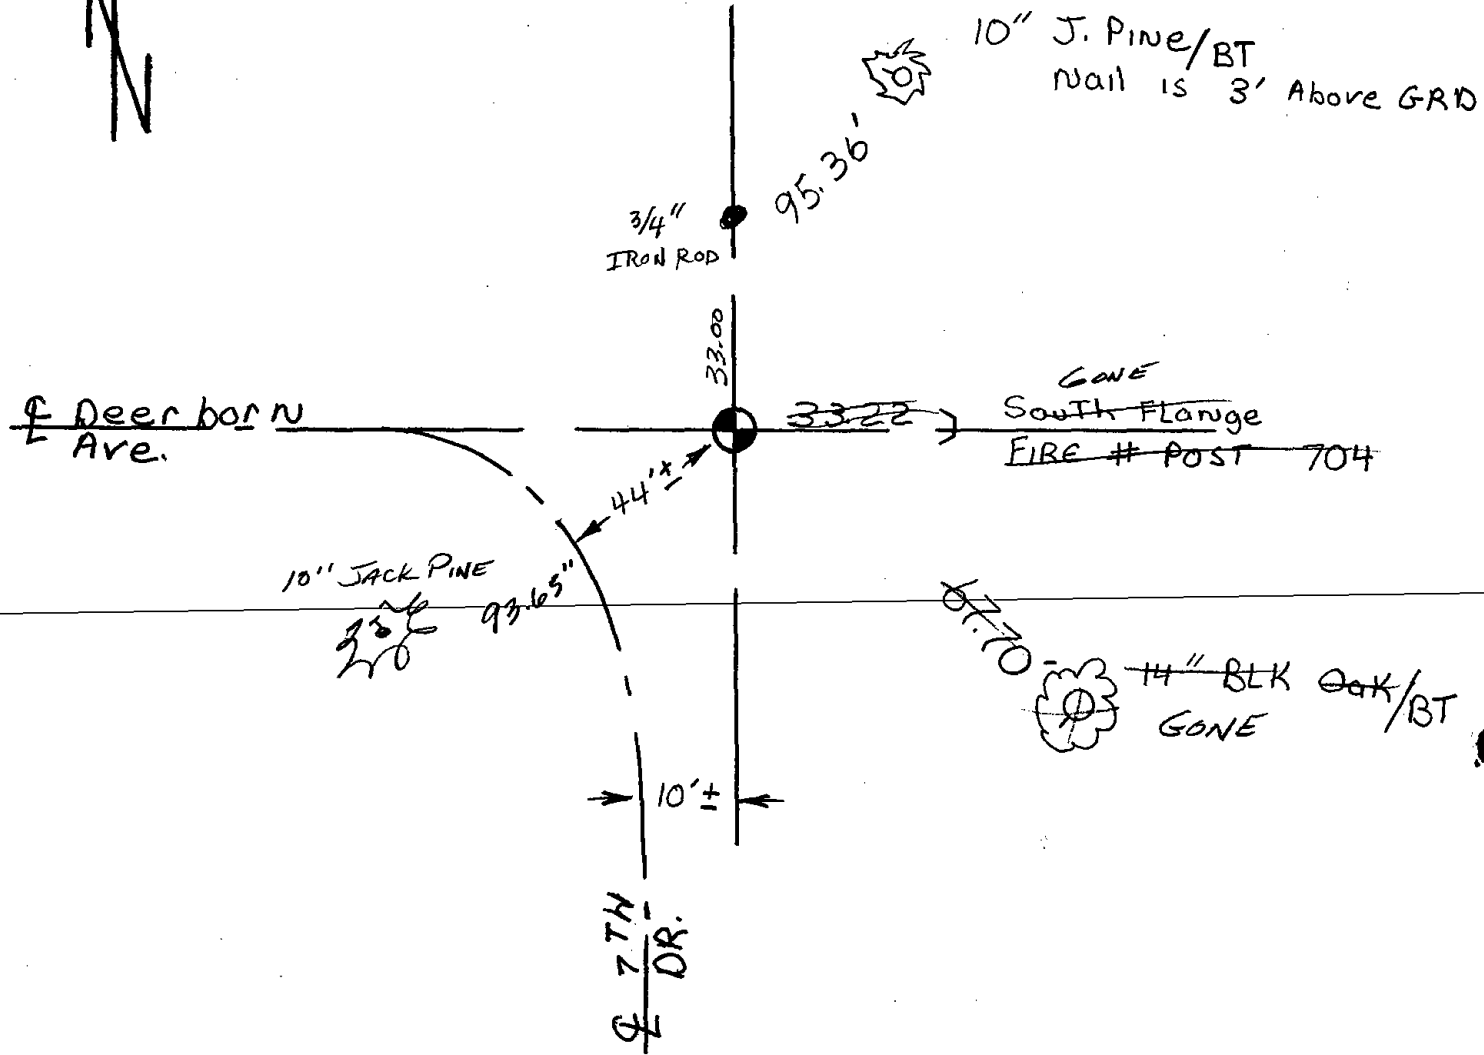 N
10" J. Pine/BT
Nail is 3' Above GRD
95.36'
3/4"
IRON ROD
33.00
℄ Deerborn
Ave.
33.22
GONE
South Flange
FIRE # POST 704
44'±
10" JACK PINE
93.65"
67.70
14" BLK Oak/BT
GONE
10'±
℄ 7TH
DR.